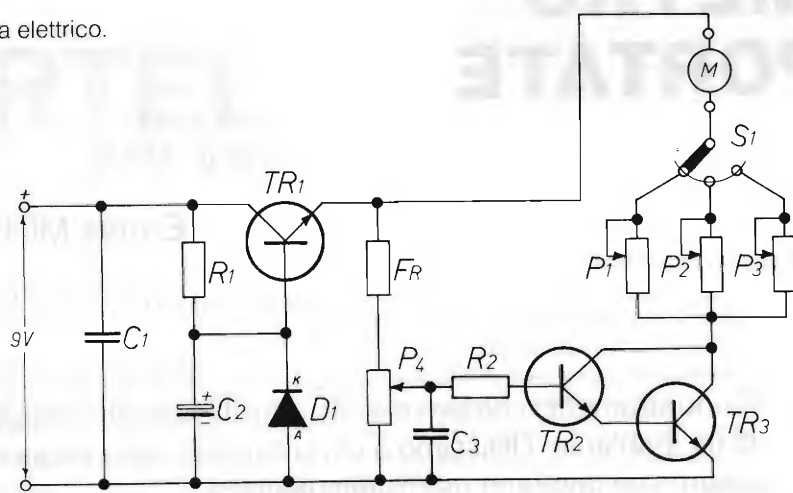 a elettrico.
M
S1
+
TR1
R1
FR
P1
P2
P3
9V
C1
P4
R2
K
+
C2
-
D1
A
C3
TR2
TR3